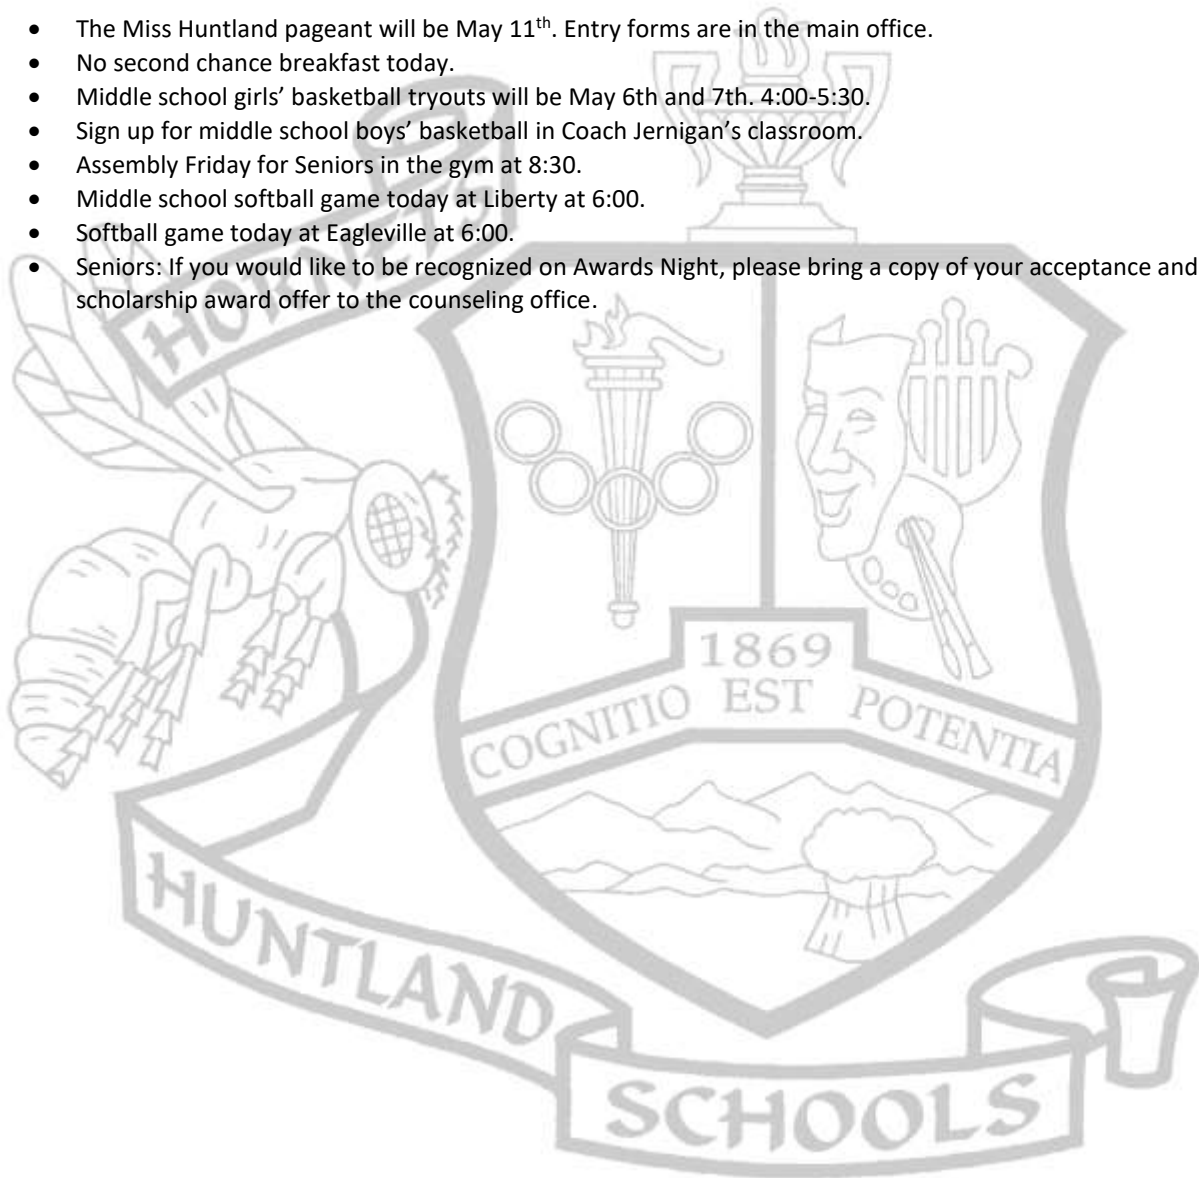 • The Miss Huntland pageant will be May 11th. Entry forms are in the main office.
• No second chance breakfast today.
• Middle school girls’ basketball tryouts will be May 6th and 7th. 4:00-5:30.
• Sign up for middle school boys’ basketball in Coach Jernigan’s classroom.
• Assembly Friday for Seniors in the gym at 8:30.
• Middle school softball game today at Liberty at 6:00.
• Softball game today at Eagleville at 6:00.
• Seniors: If you would like to be recognized on Awards Night, please bring a copy of your acceptance and
scholarship award offer to the counseling office.
HORNETS
1869
COGNITIO EST POTENTIA
HUNTLAND
SCHOOLS